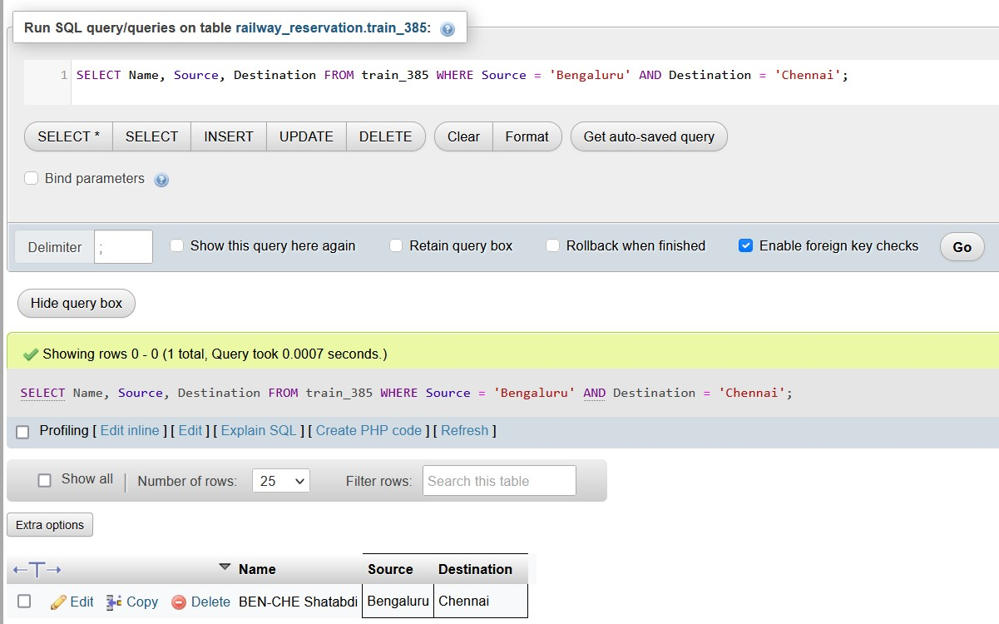 Run SQL query/queries on table railway_reservation.train_385:
1 SELECT Name, Source, Destination FROM train_385 WHERE Source = 'Bengaluru' AND Destination = 'Chennai';
SELECT * SELECT INSERT UPDATE DELETE Clear Format Get auto-saved query
Bind parameters
Delimiter ; Show this query here again Retain query box Rollback when finished Enable foreign key checks Go
Hide query box
Showing rows 0 - 0 (1 total, Query took 0.0007 seconds.)
SELECT Name, Source, Destination FROM train_385 WHERE Source = 'Bengaluru' AND Destination = 'Chennai';
Profiling [ Edit inline ] [ Edit ] [ Explain SQL ] [ Create PHP code ] [ Refresh ]
Show all | Number of rows: 25 Filter rows: Search this table
Extra options
←T→ Name Source Destination
Edit Copy Delete BEN-CHE Shatabdi Bengaluru Chennai